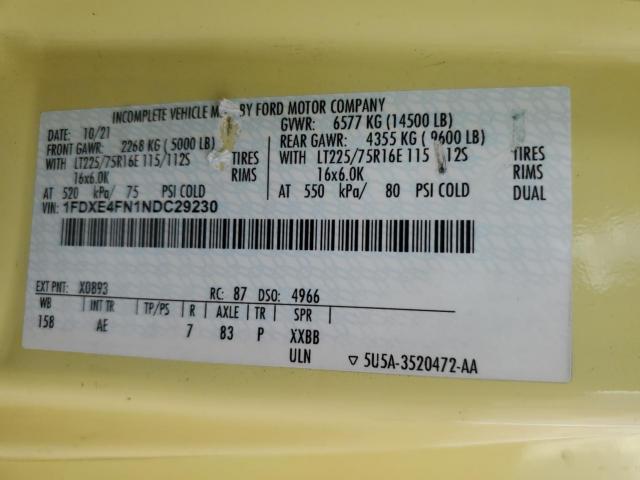 INCOMPLETE VEHICLE M BY FORD MOTOR COMPANY
DATE: 10/21 GVWR: 6577 KG (14500 LB)
FRONT GAWR: 2268 KG ( 5000 LB) REAR GAWR: 4355 KG ( 9600 LB)
WITH LT225/75R16E 115/112S TIRES WITH LT225/75R16E 115 112S TIRES
16x6.0K RIMS 16x6.0K RIMS
AT 520 kPa/ 75 PSI COLD AT 550 kPa/ 80 PSI COLD DUAL
VIN: 1FDXE4FN1NDC29230
EXT PNT: X0893 RC: 87 DSO: 4966
WB INT TR TP/PS R AXLE TR SPR
158 AE 7 83 P XXBB
ULN ▽ 5U5A-3520472-AA